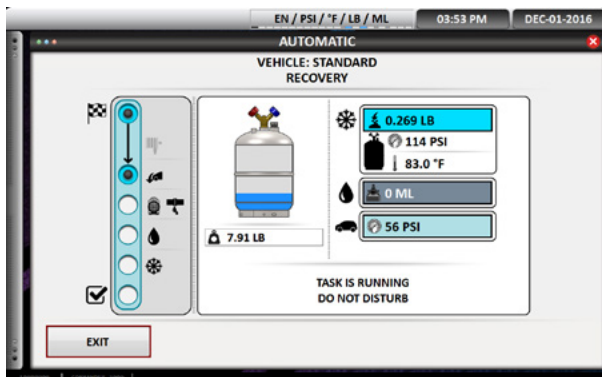 EN / PSI / °F / LB / ML 03:53 PM DEC-01-2016
AUTOMATIC
VEHICLE: STANDARD
RECOVERY
0.269 LB
114 PSI
83.0 °F
0 ML
7.91 LB
56 PSI
TASK IS RUNNING
DO NOT DISTURB
EXIT